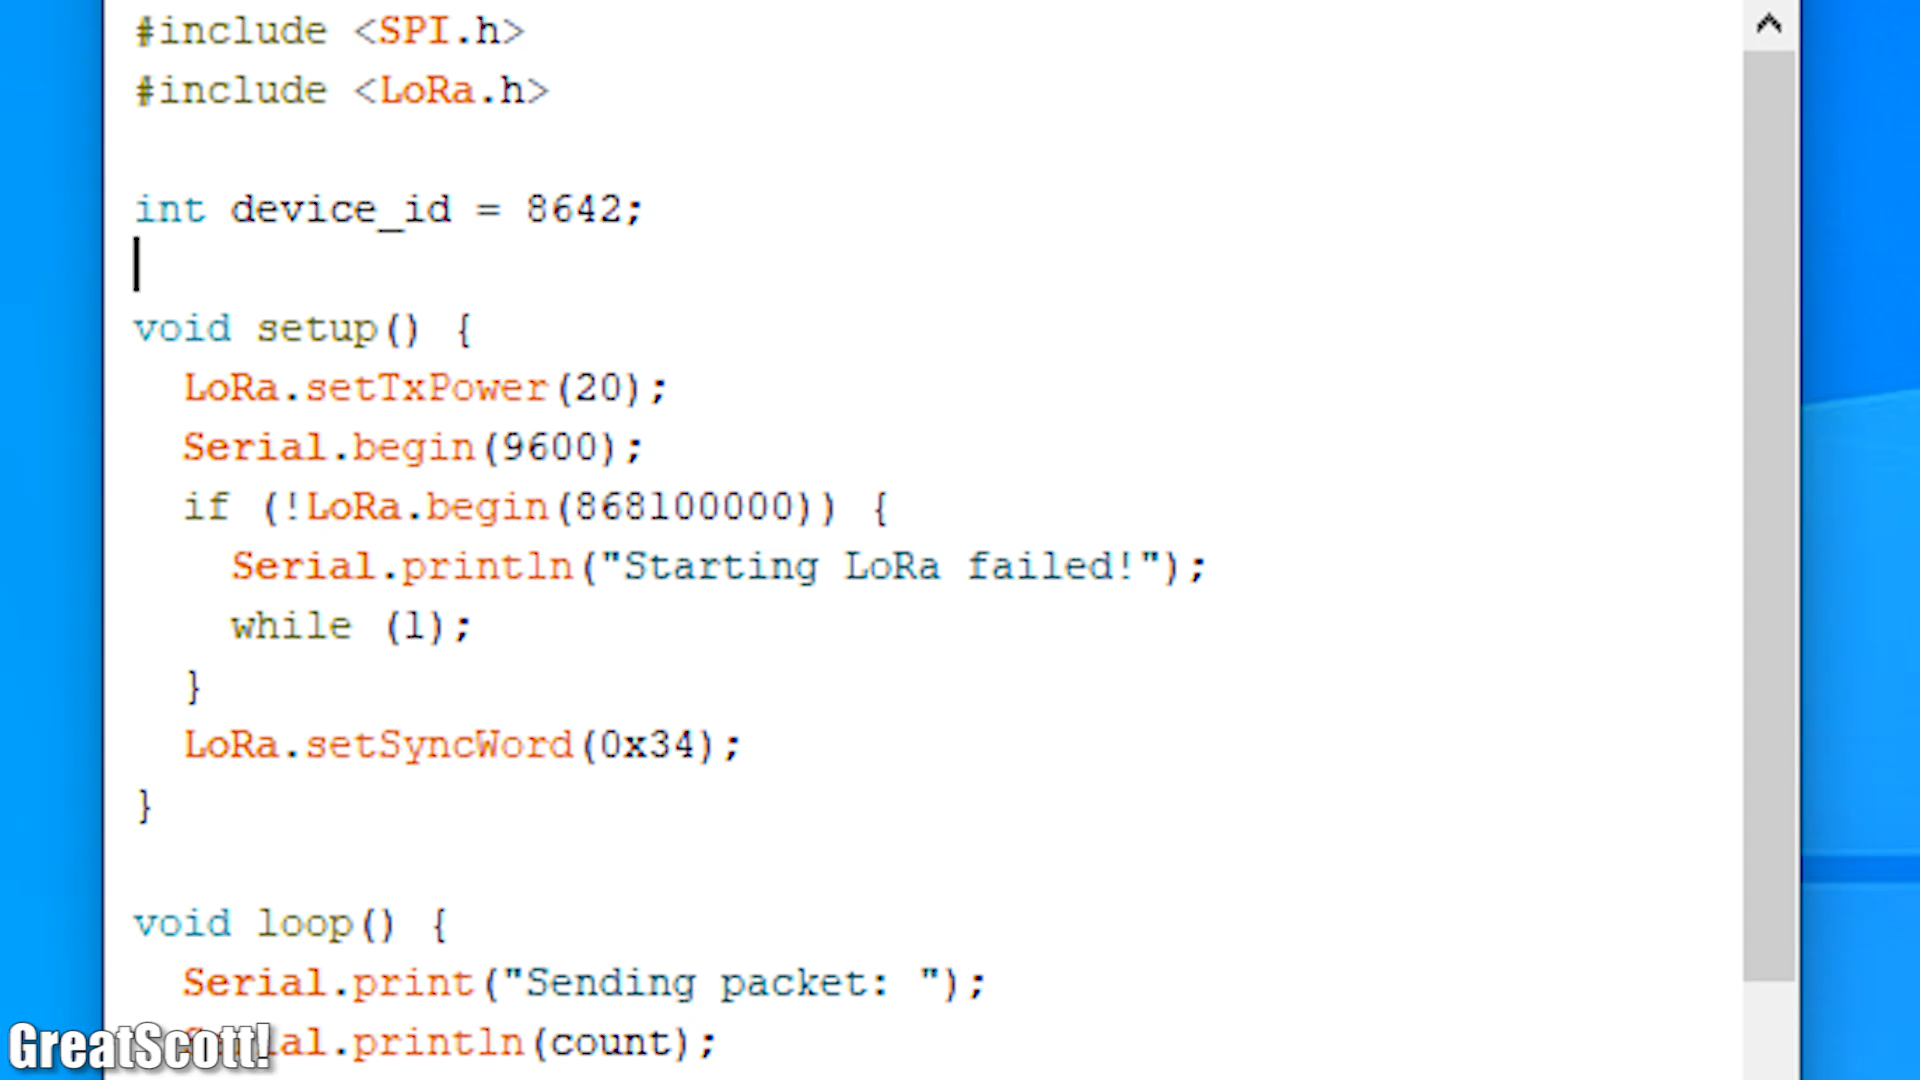 #include <SPI.h>
#include <LoRa.h>
int device_id = 8642;
void setup() {
LoRa.setTxPower(20);
Serial.begin(9600);
if (!LoRa.begin(868100000)) {
Serial.println("Starting LoRa failed!");
while (1);
}
LoRa.setSyncWord(0x34);
}
void loop() {
Serial.print("Sending packet: ");
Serial.println(count);
GreatScott!